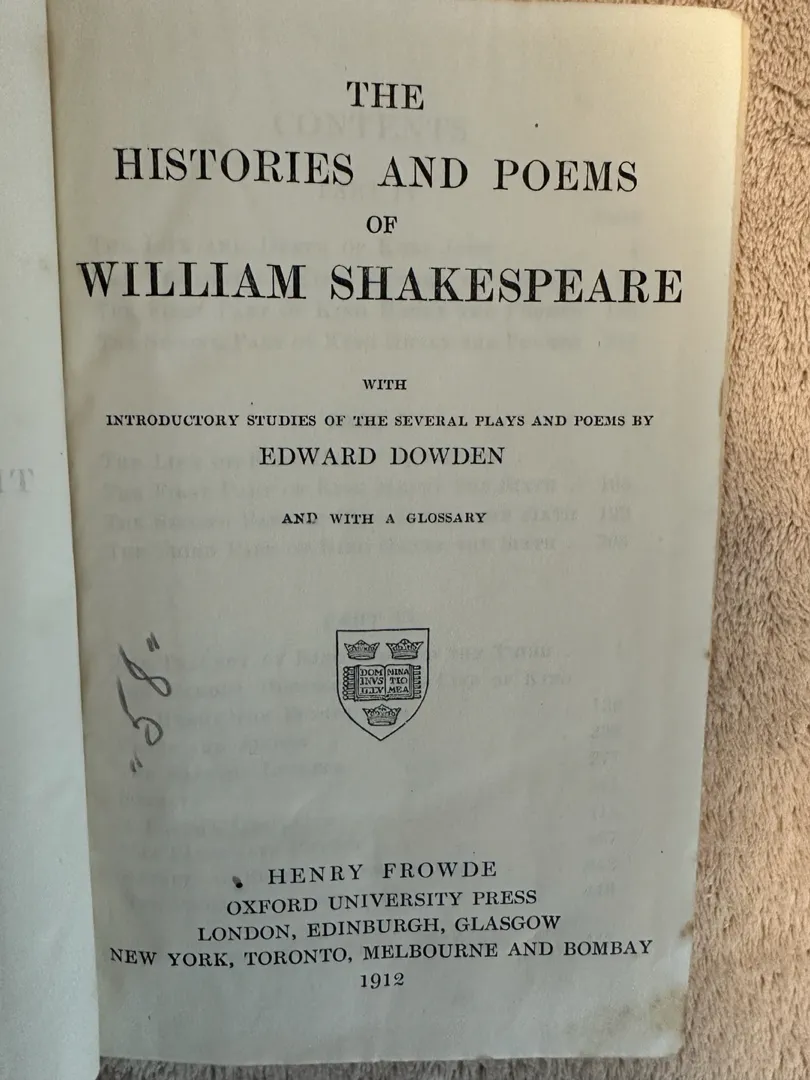 THE
HISTORIES AND POEMS
OF
WILLIAM SHAKESPEARE
WITH
INTRODUCTORY STUDIES OF THE SEVERAL PLAYS AND POEMS BY
EDWARD DOWDEN
AND WITH A GLOSSARY
"58"
DOM NINA
INVS TIO
ILLV MEA
HENRY FROWDE
OXFORD UNIVERSITY PRESS
LONDON, EDINBURGH, GLASGOW
NEW YORK, TORONTO, MELBOURNE AND BOMBAY
1912